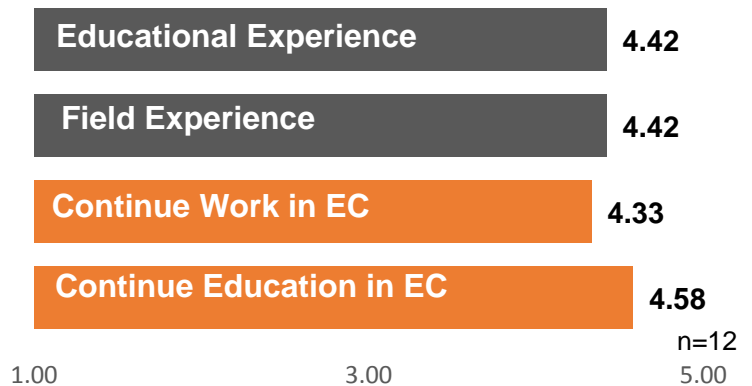 Educational Experience 4.42
Field Experience 4.42
Continue Work in EC 4.33
Continue Education in EC 4.58
n=12
1.00 3.00 5.00